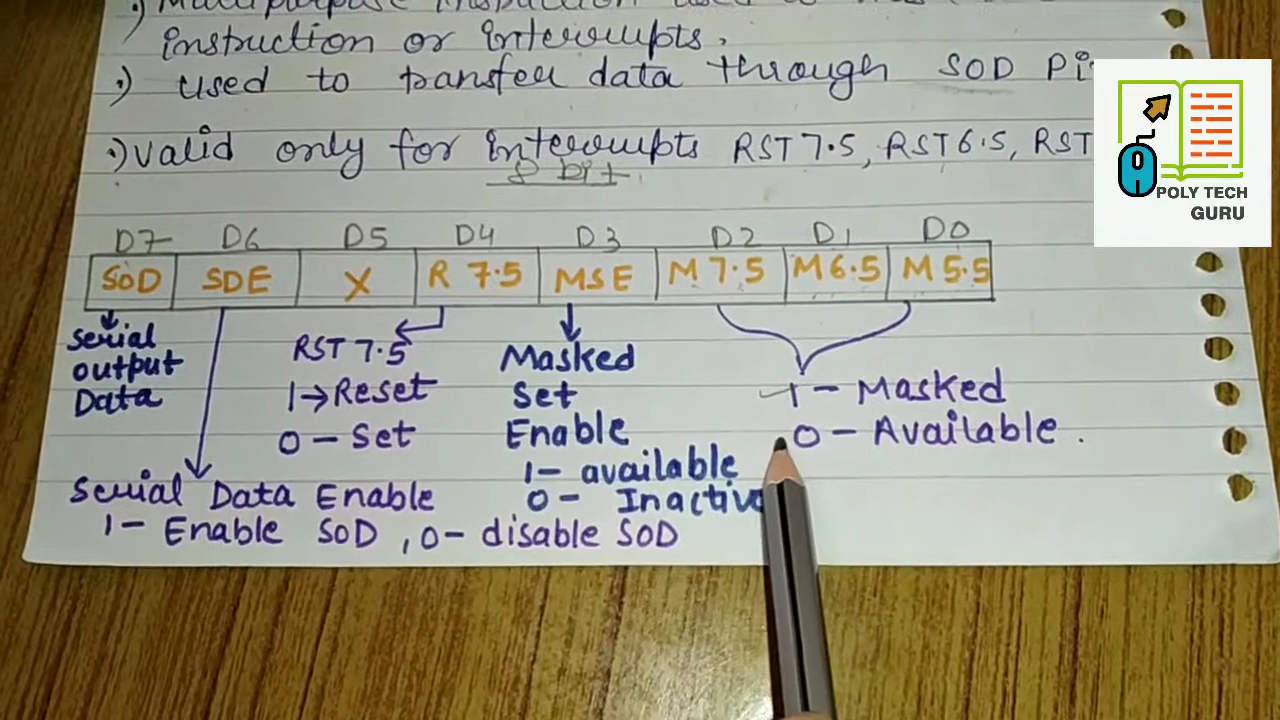 instruction or interrupts.
•) used to transfer data through SOD
•) valid only for interrupts RST 7.5, RST 6.5, RST
8 bit
D7 D6 D5 D4 D3 D2 D1 D0
SOD SDE X R 7.5 MSE M 7.5 M 6.5 M 5.5
Serial output Data
RST 7.5
1→Reset
0 – Set
Masked
Set
Enable
1– available
0 – Inactive
1 – Masked
0 – Available .
Serial Data Enable
1 – Enable SOD , 0 – disable SOD
POLY TECH
GURU